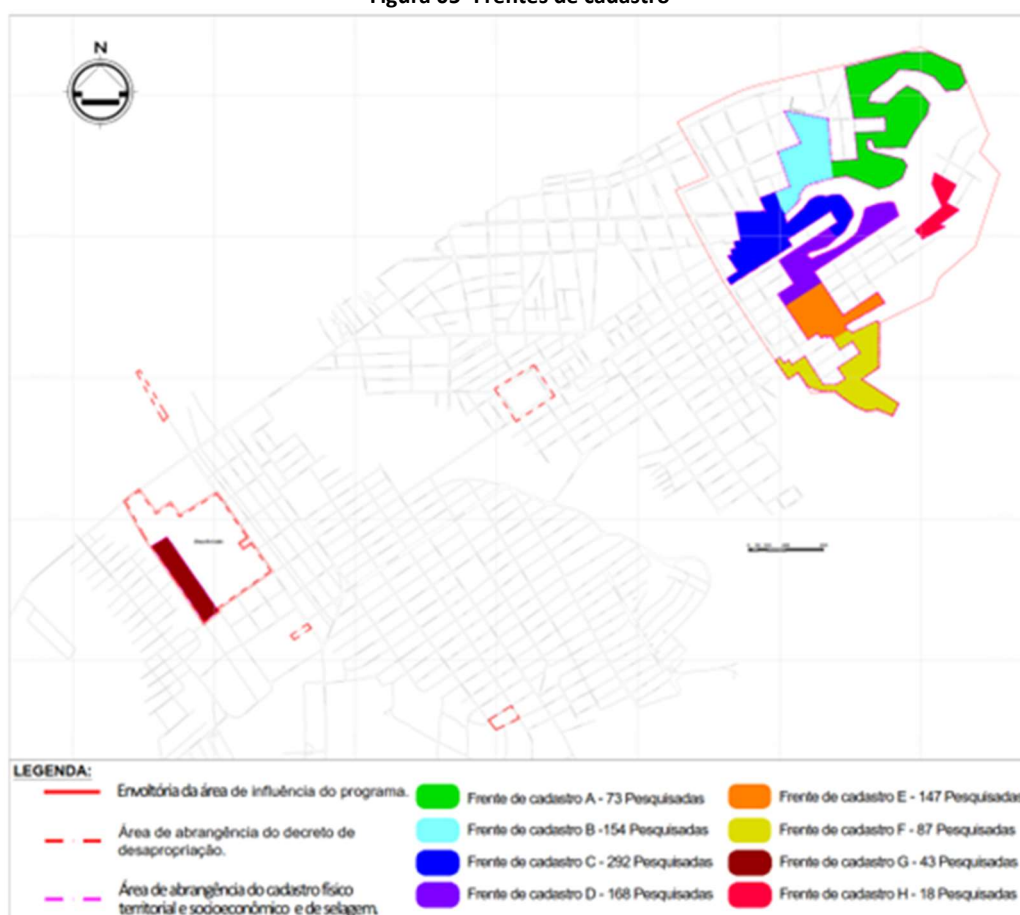 Figura 05- Frentes de cadastro
N
LEGENDA:
Envoltória da área de influência do programa.
Área de abrangência do decreto de
desapropriação.
Área de abrangência do cadastro físico
territorial e socioeconômico e de selagem.
Frente de cadastro A - 73 Pesquisadas
Frente de cadastro B -154 Pesquisadas
Frente de cadastro C - 292 Pesquisadas
Frente de cadastro D - 168 Pesquisadas
Frente de cadastro E - 147 Pesquisadas
Frente de cadastro F - 87 Pesquisadas
Frente de cadastro G - 43 Pesquisadas
Frente de cadastro H - 18 Pesquisadas